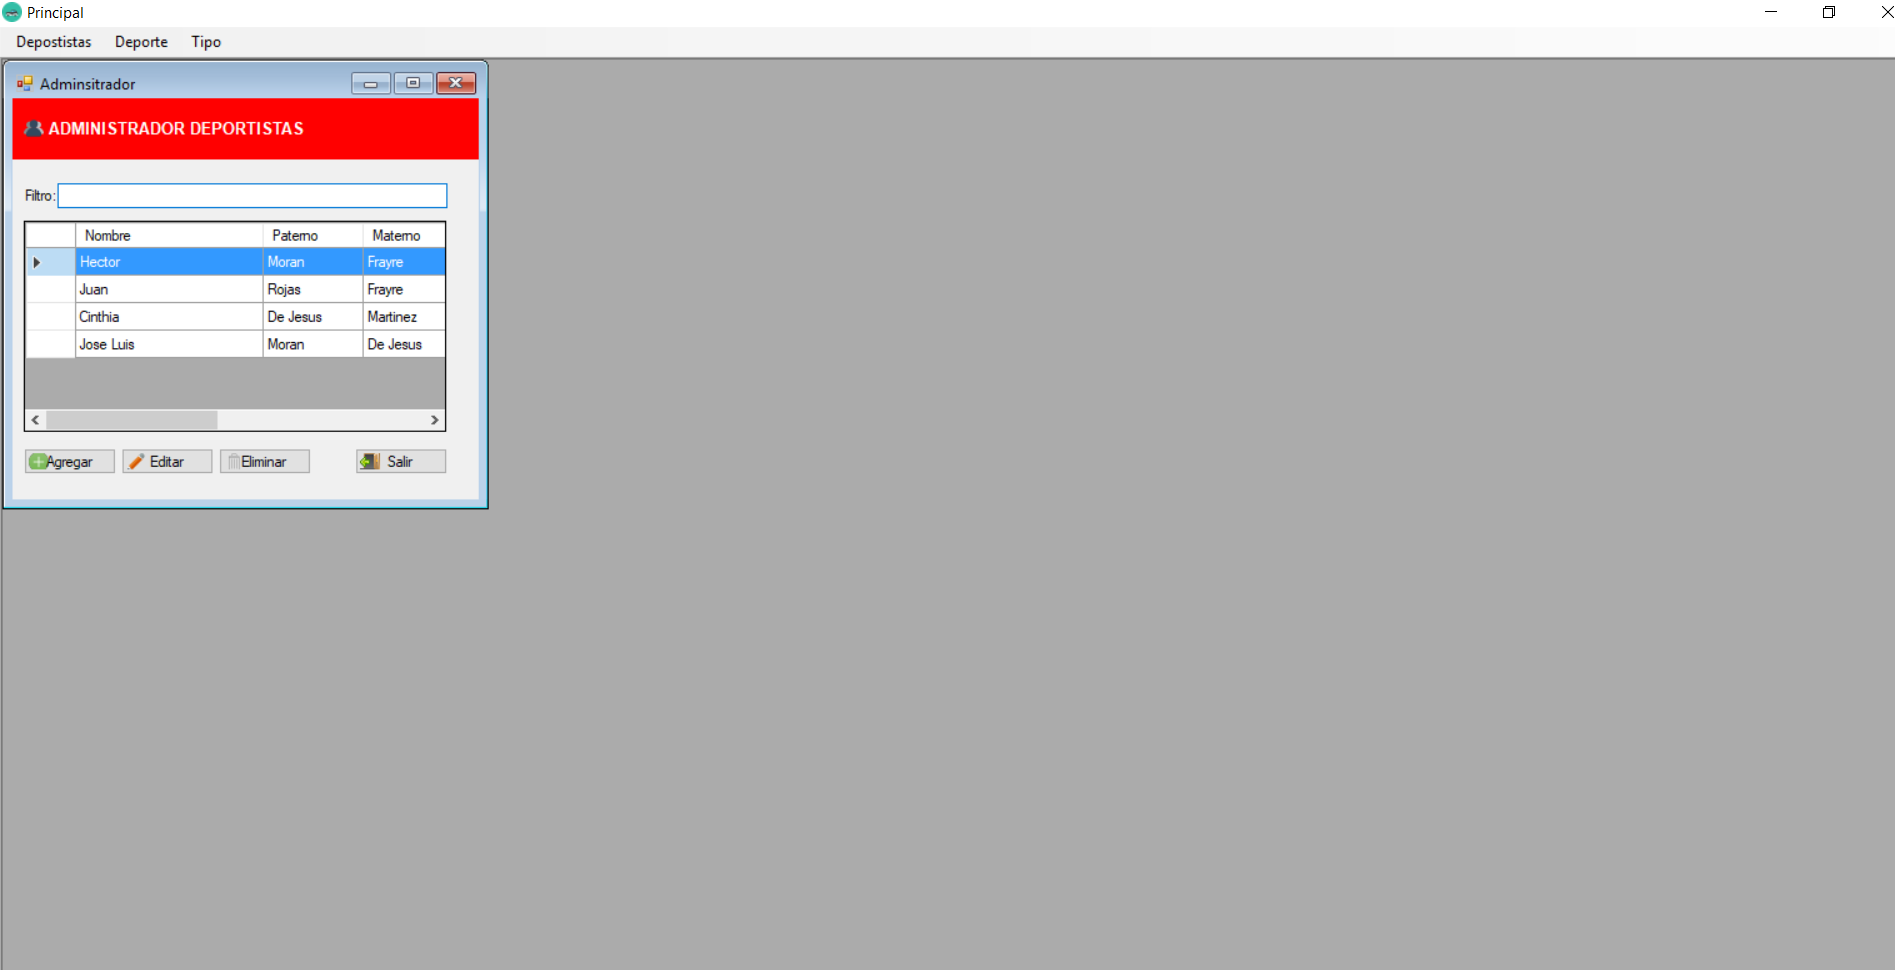 Principal
Depostistas Deporte Tipo
Adminsitrador
ADMINISTRADOR DEPORTISTAS
Filtro:
Nombre Paterno Materno
Hector Moran Frayre
Juan Rojas Frayre
Cinthia De Jesus Martinez
Jose Luis Moran De Jesus
Agregar Editar Eliminar Salir